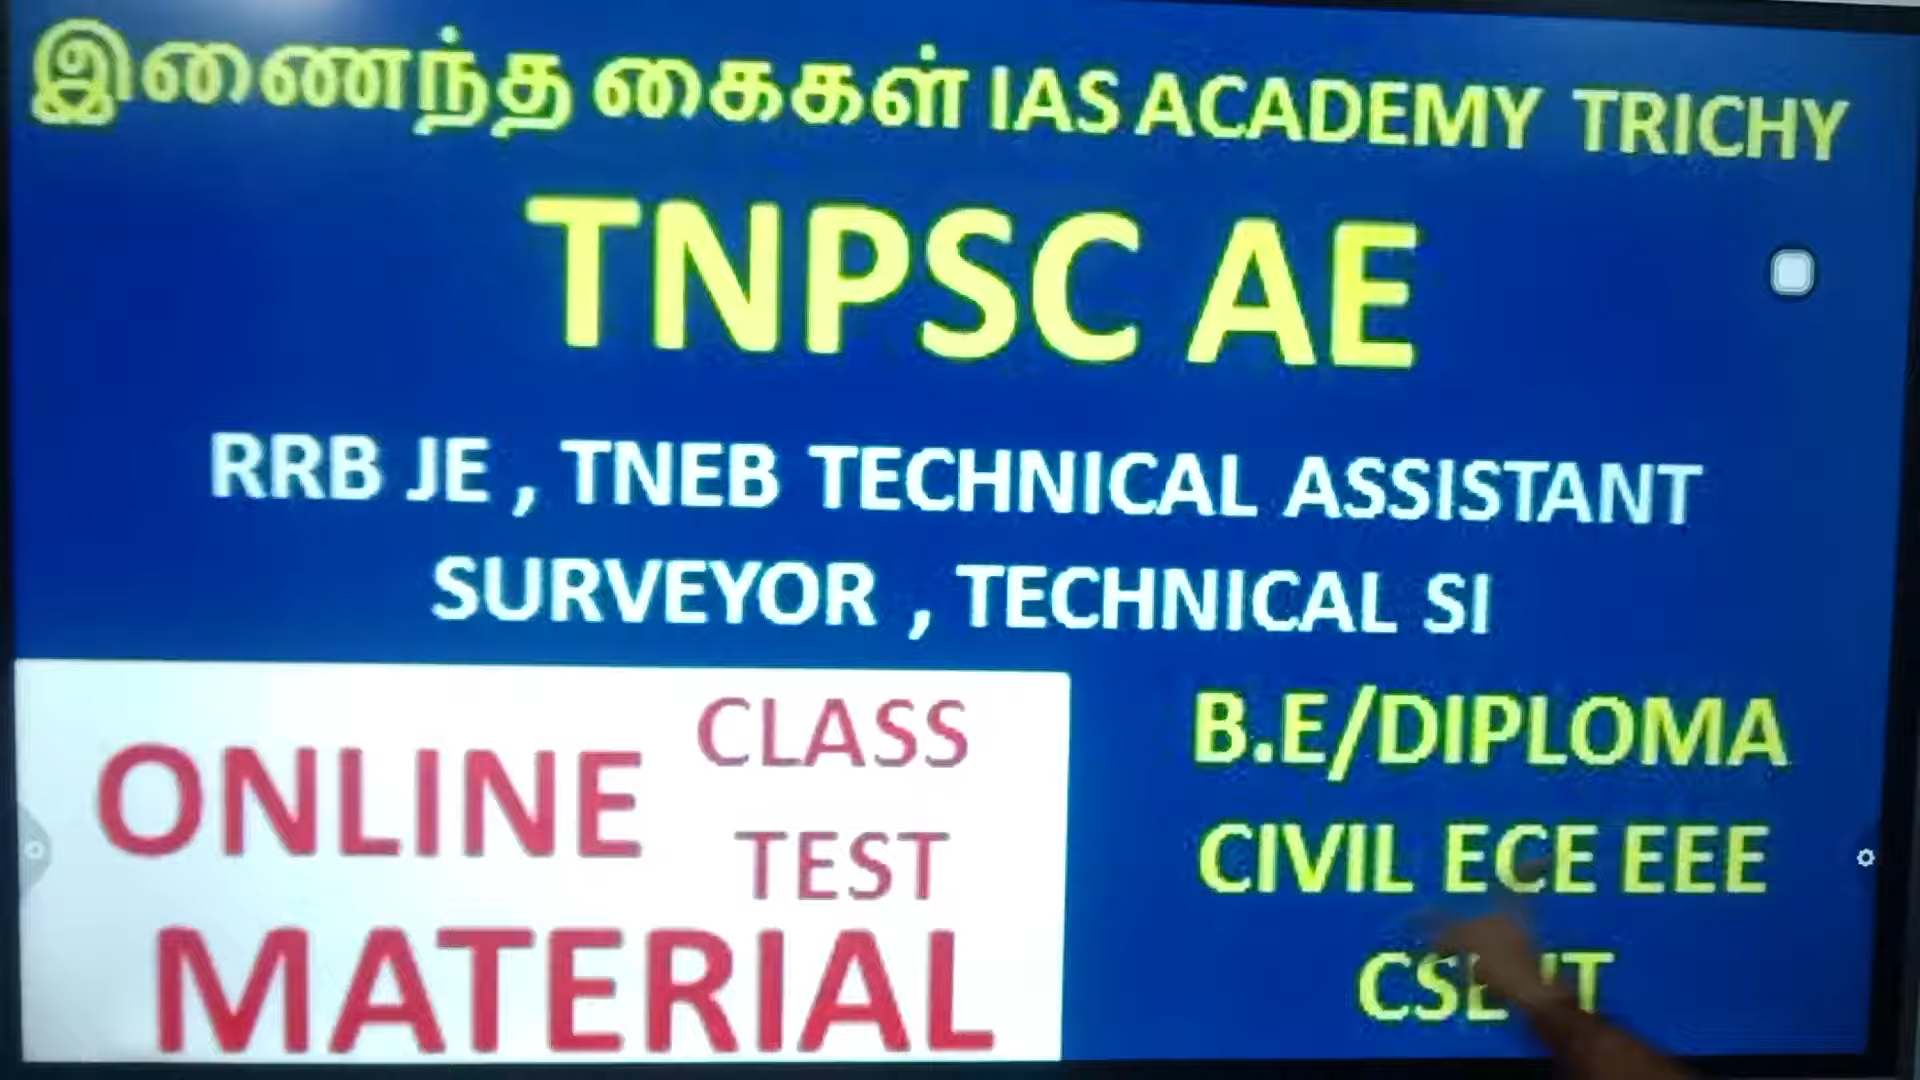 இணைந்த கைகள் IAS ACADEMY TRICHY
TNPSC AE
RRB JE , TNEB TECHNICAL ASSISTANT
SURVEYOR , TECHNICAL SI
ONLINE CLASS
TEST
MATERIAL
B.E/DIPLOMA
CIVIL ECE EEE